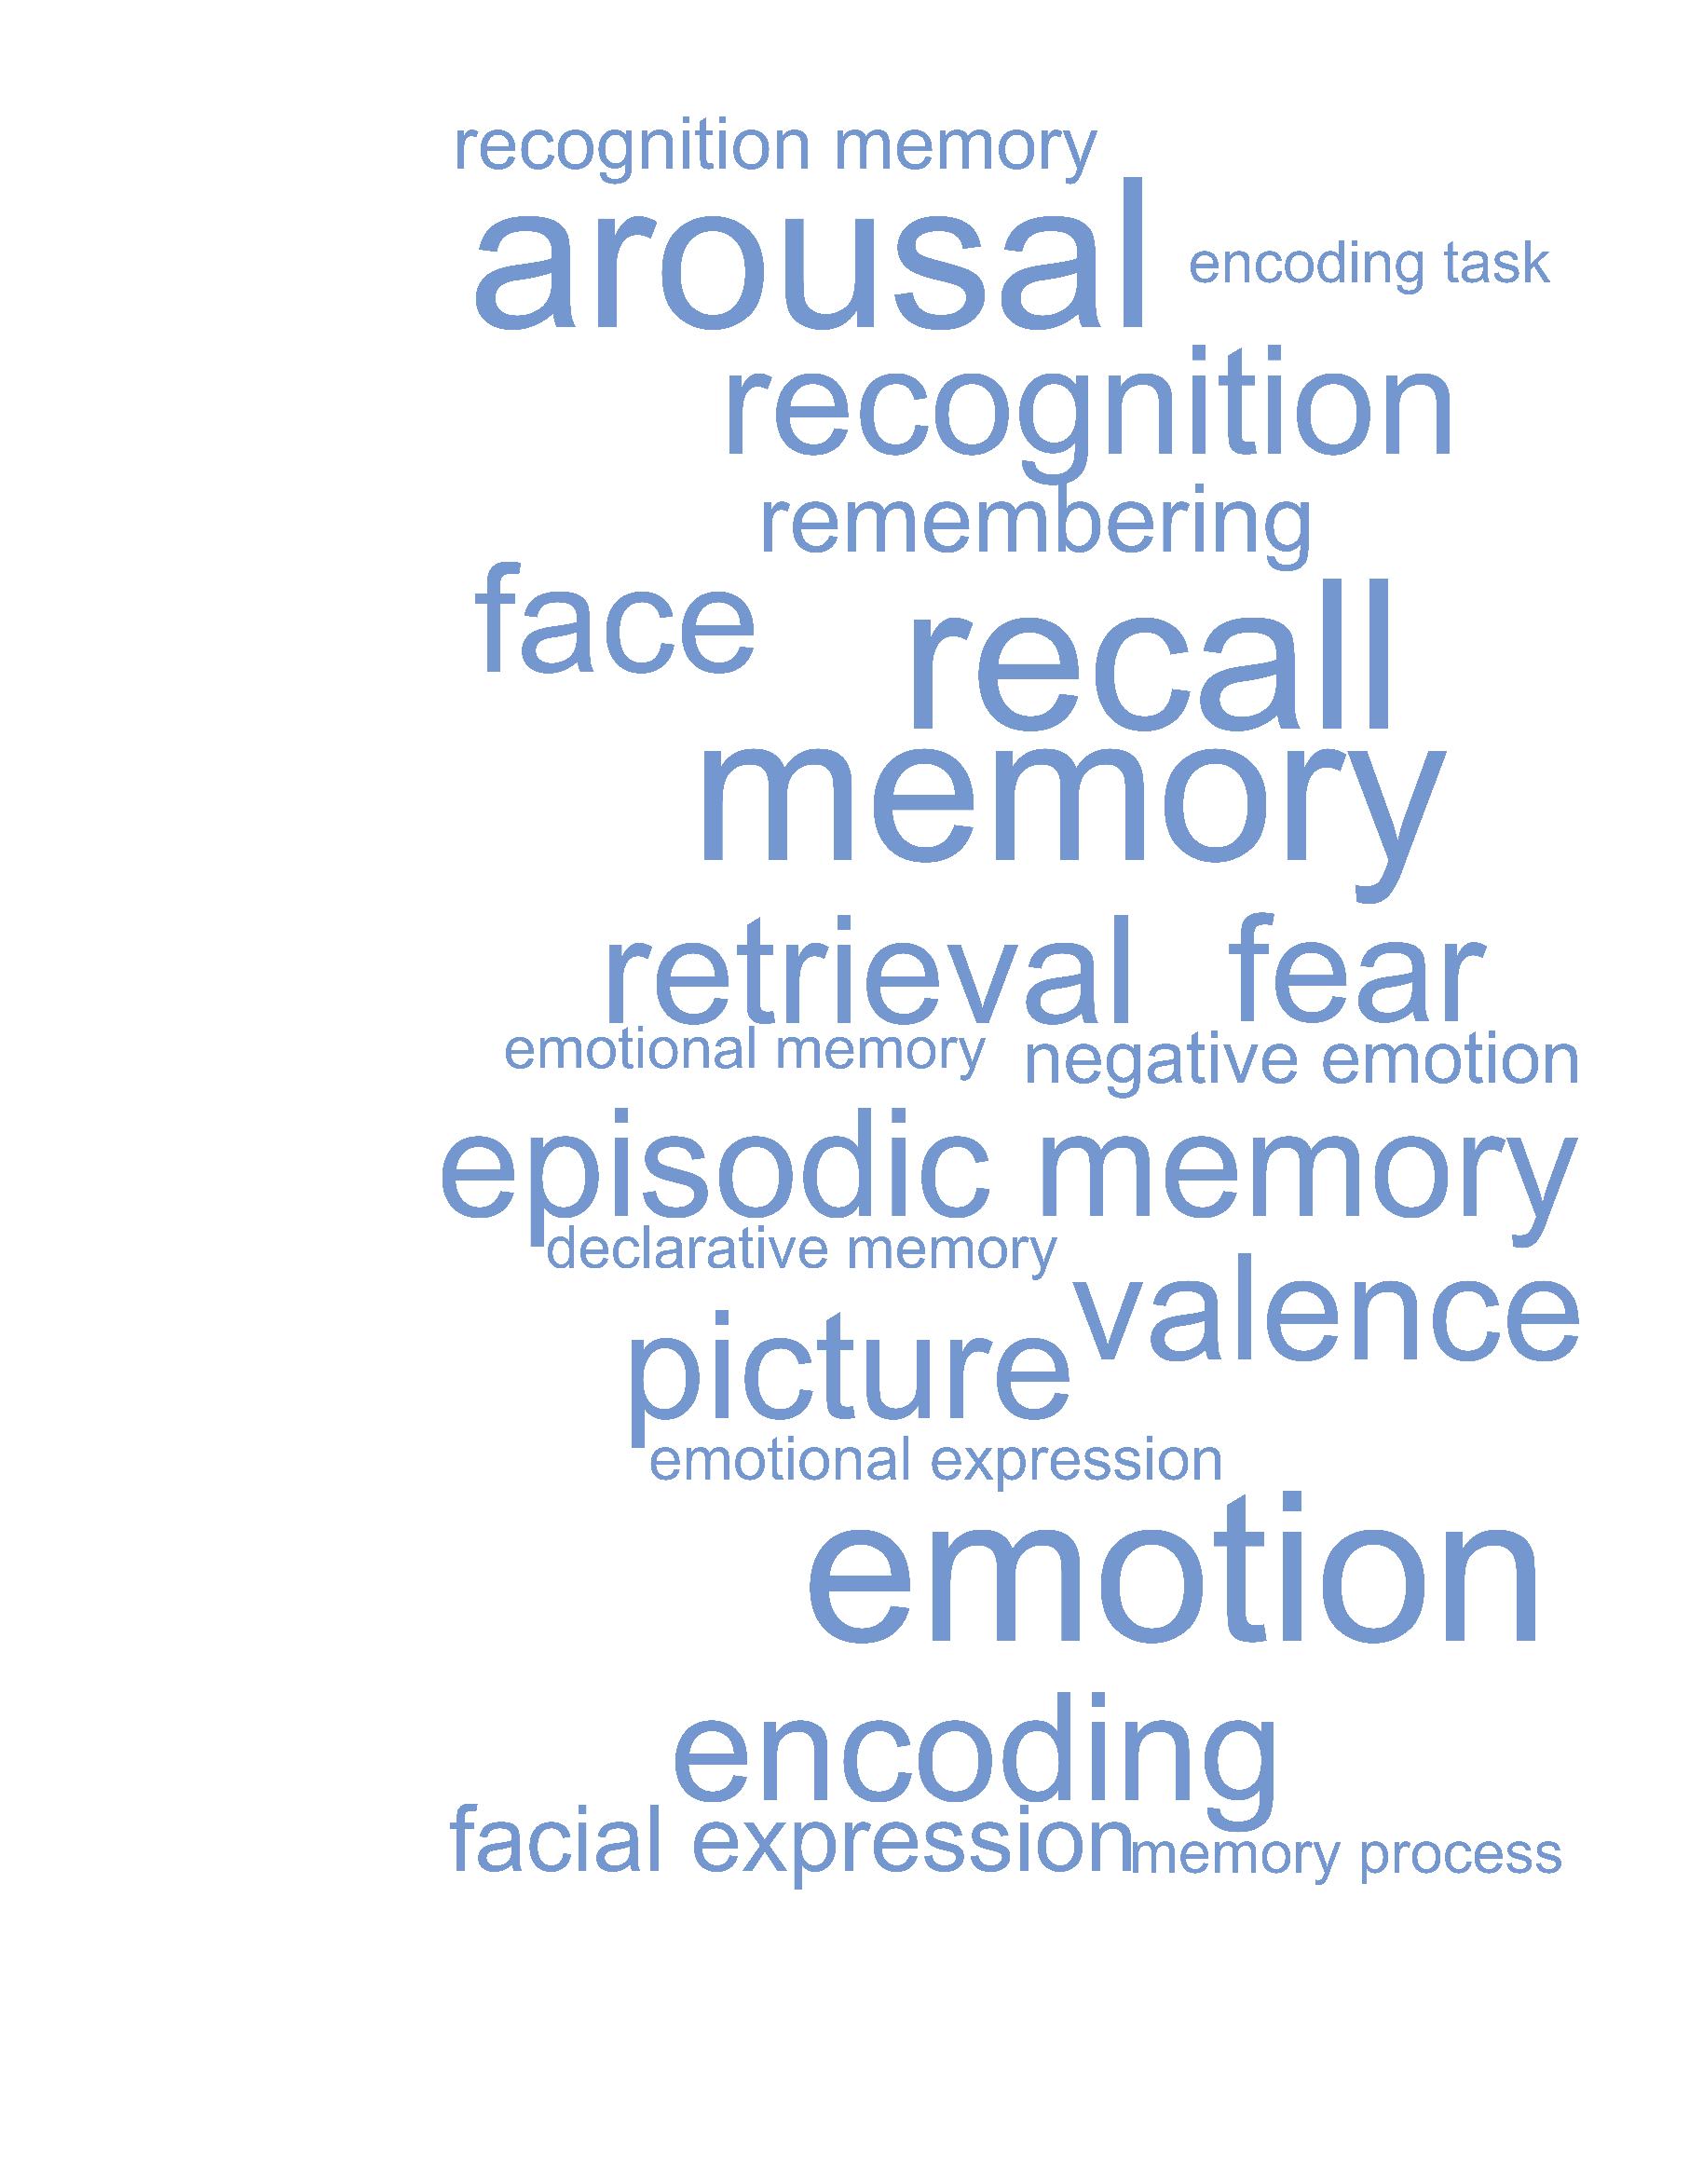 recognition memory
arousal
encoding task
recognition
remembering
face
recall
memory
retrieval
fear
emotional memory
negative emotion
episodic memory
declarative memory
valence
picture
emotional expression
emotion
encoding
facial expression
memory process